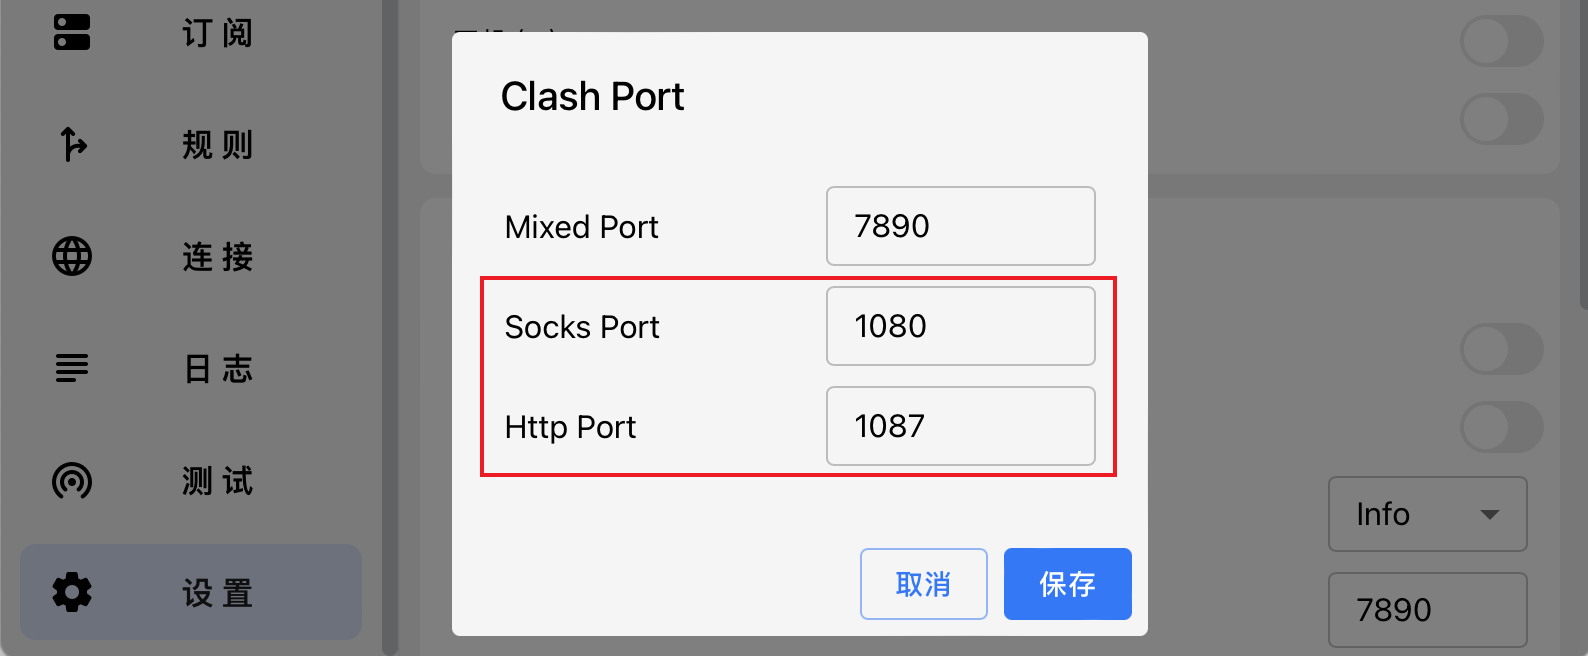 订阅
规则
连接
日志
测试
设置
Clash Port
Mixed Port 7890
Socks Port 1080
Http Port 1087
取消 保存
Info
7890